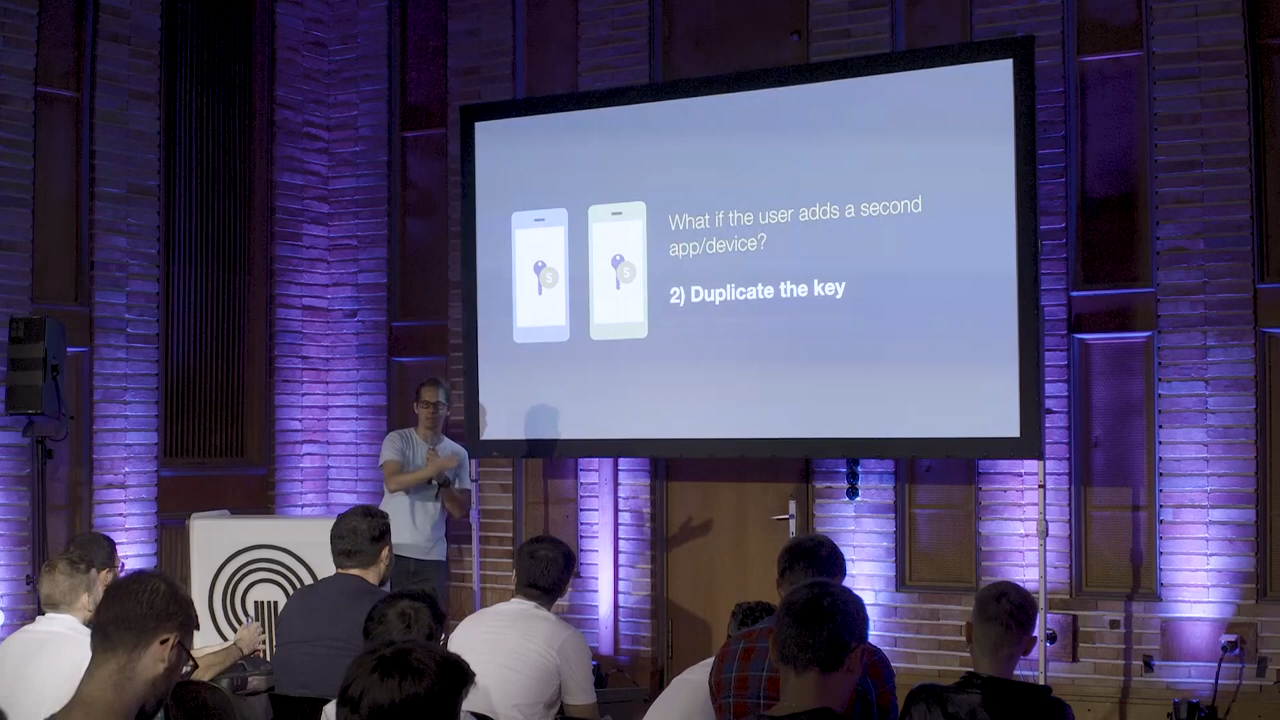 What if the user adds a second
app/device?
2) Duplicate the key
S
S